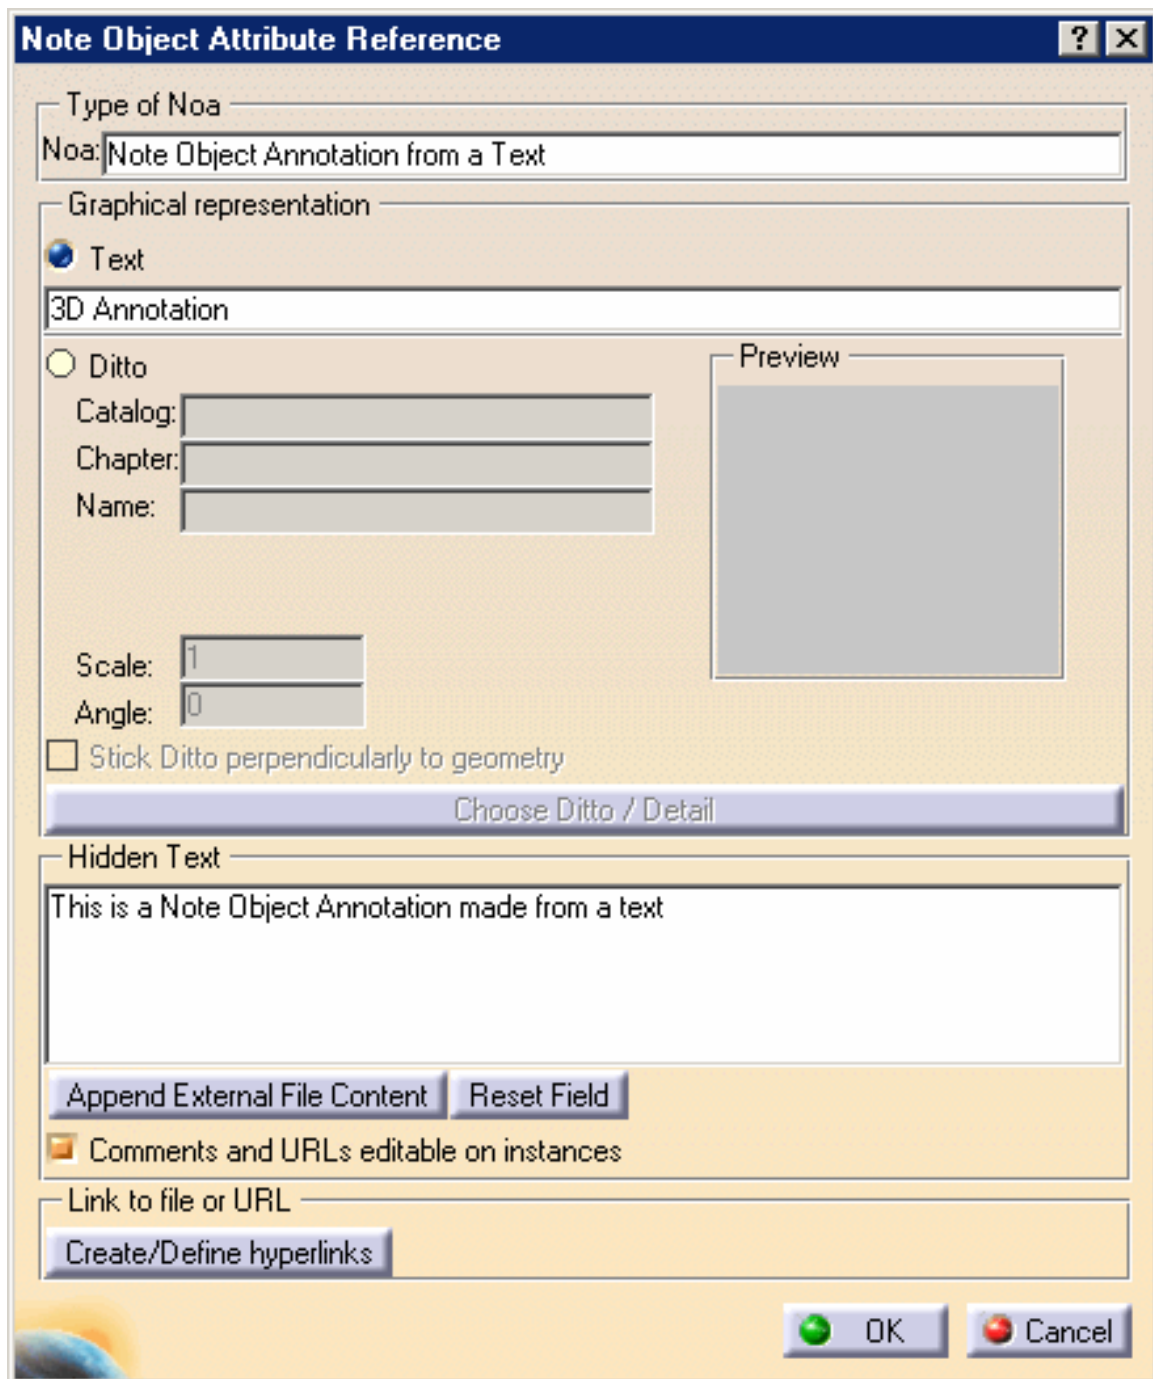 Note Object Attribute Reference
Type of Noa
Noa: Note Object Annotation from a Text
Graphical representation
Text
3D Annotation
Ditto
Preview
Catalog:
Chapter:
Name:
Scale: 1
Angle: 0
Stick Ditto perpendicularly to geometry
Choose Ditto / Detail
Hidden Text
This is a Note Object Annotation made from a text
Append External File Content Reset Field
Comments and URLs editable on instances
Link to file or URL
Create/Define hyperlinks
OK Cancel